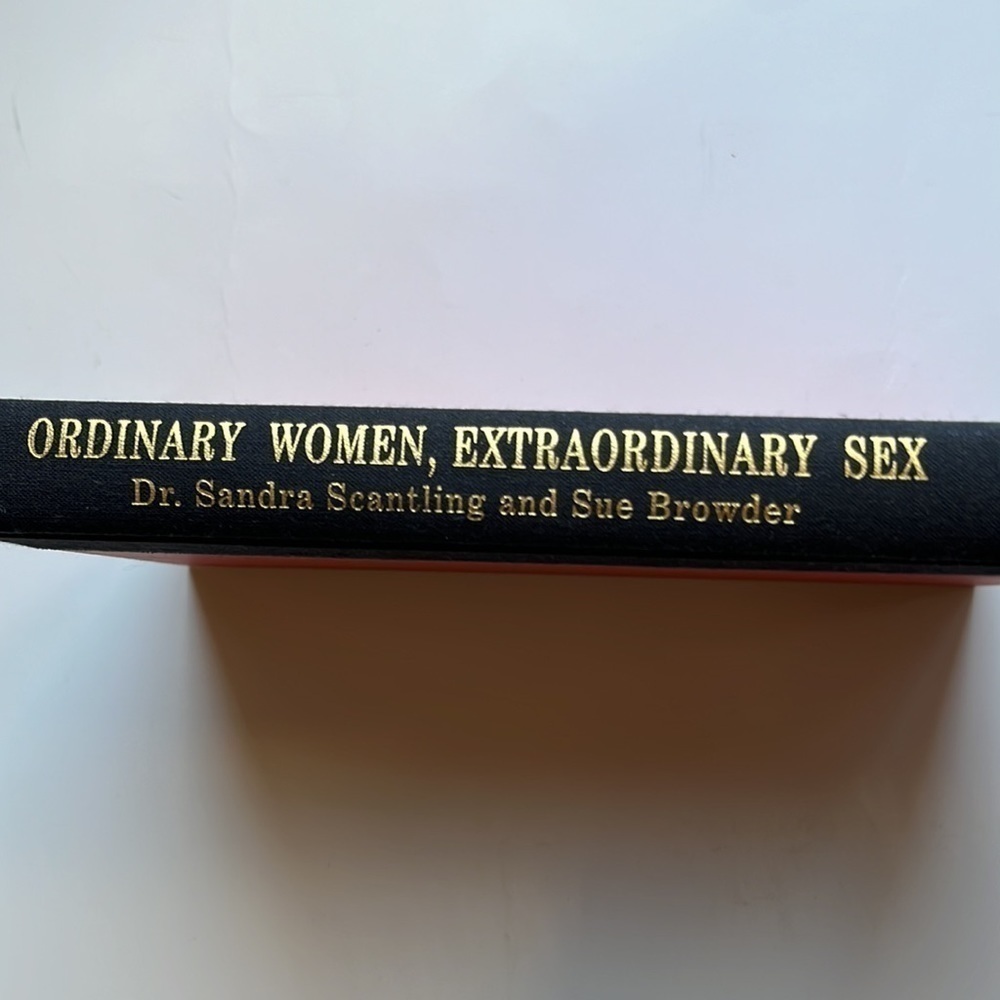 ORDINARY WOMEN, EXTRAORDINARY SEX
Dr. Sandra Scantling and Sue Browder